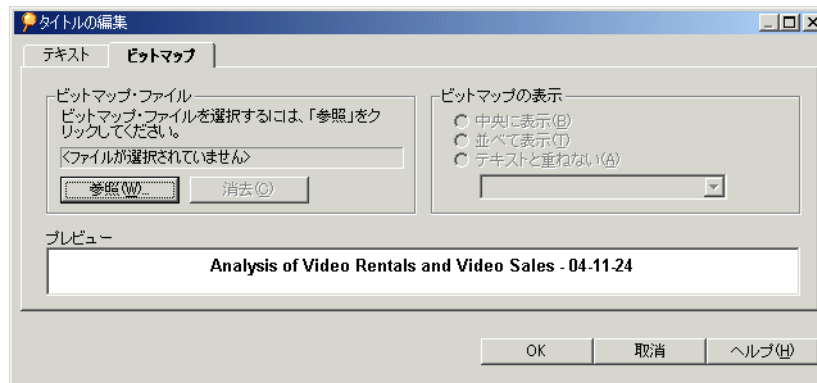 タイトルの編集
テキスト
ビットマップ
ビットマップ・ファイル
ビットマップ・ファイルを選択するには、「参照」をク
リックしてください。
<ファイルが選択されていません>
参照(W)...
消去(C)
ビットマップの表示
中央に表示(B)
並べて表示(T)
テキストと重ねない(A)
プレビュー
Analysis of Video Rentals and Video Sales - 04-11-24
OK
取消
ヘルプ(H)